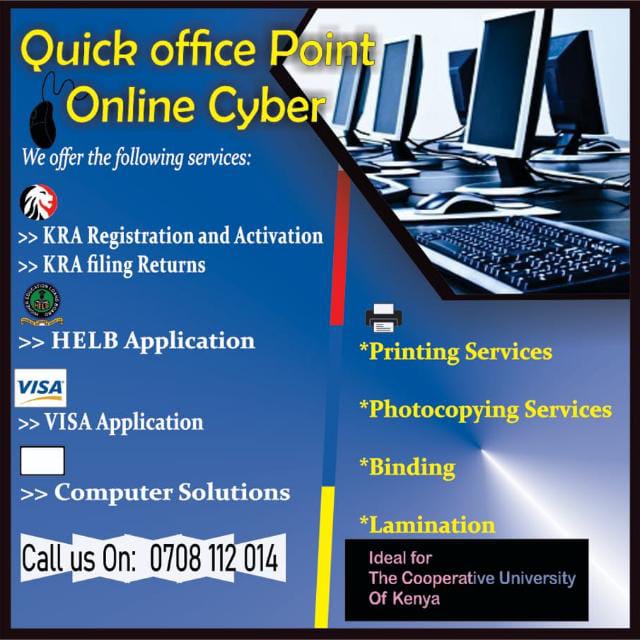 Quick office Point
Online Cyber
We offer the following services:
>> KRA Registration and Activation
>> KRA filing Returns
>> HELB Application
VISA
>> VISA Application
>> Computer Solutions
Call us On: 0708 112 014
*Printing Services
*Photocopying Services
*Binding
*Lamination
Ideal for
The Cooperative University
Of Kenya